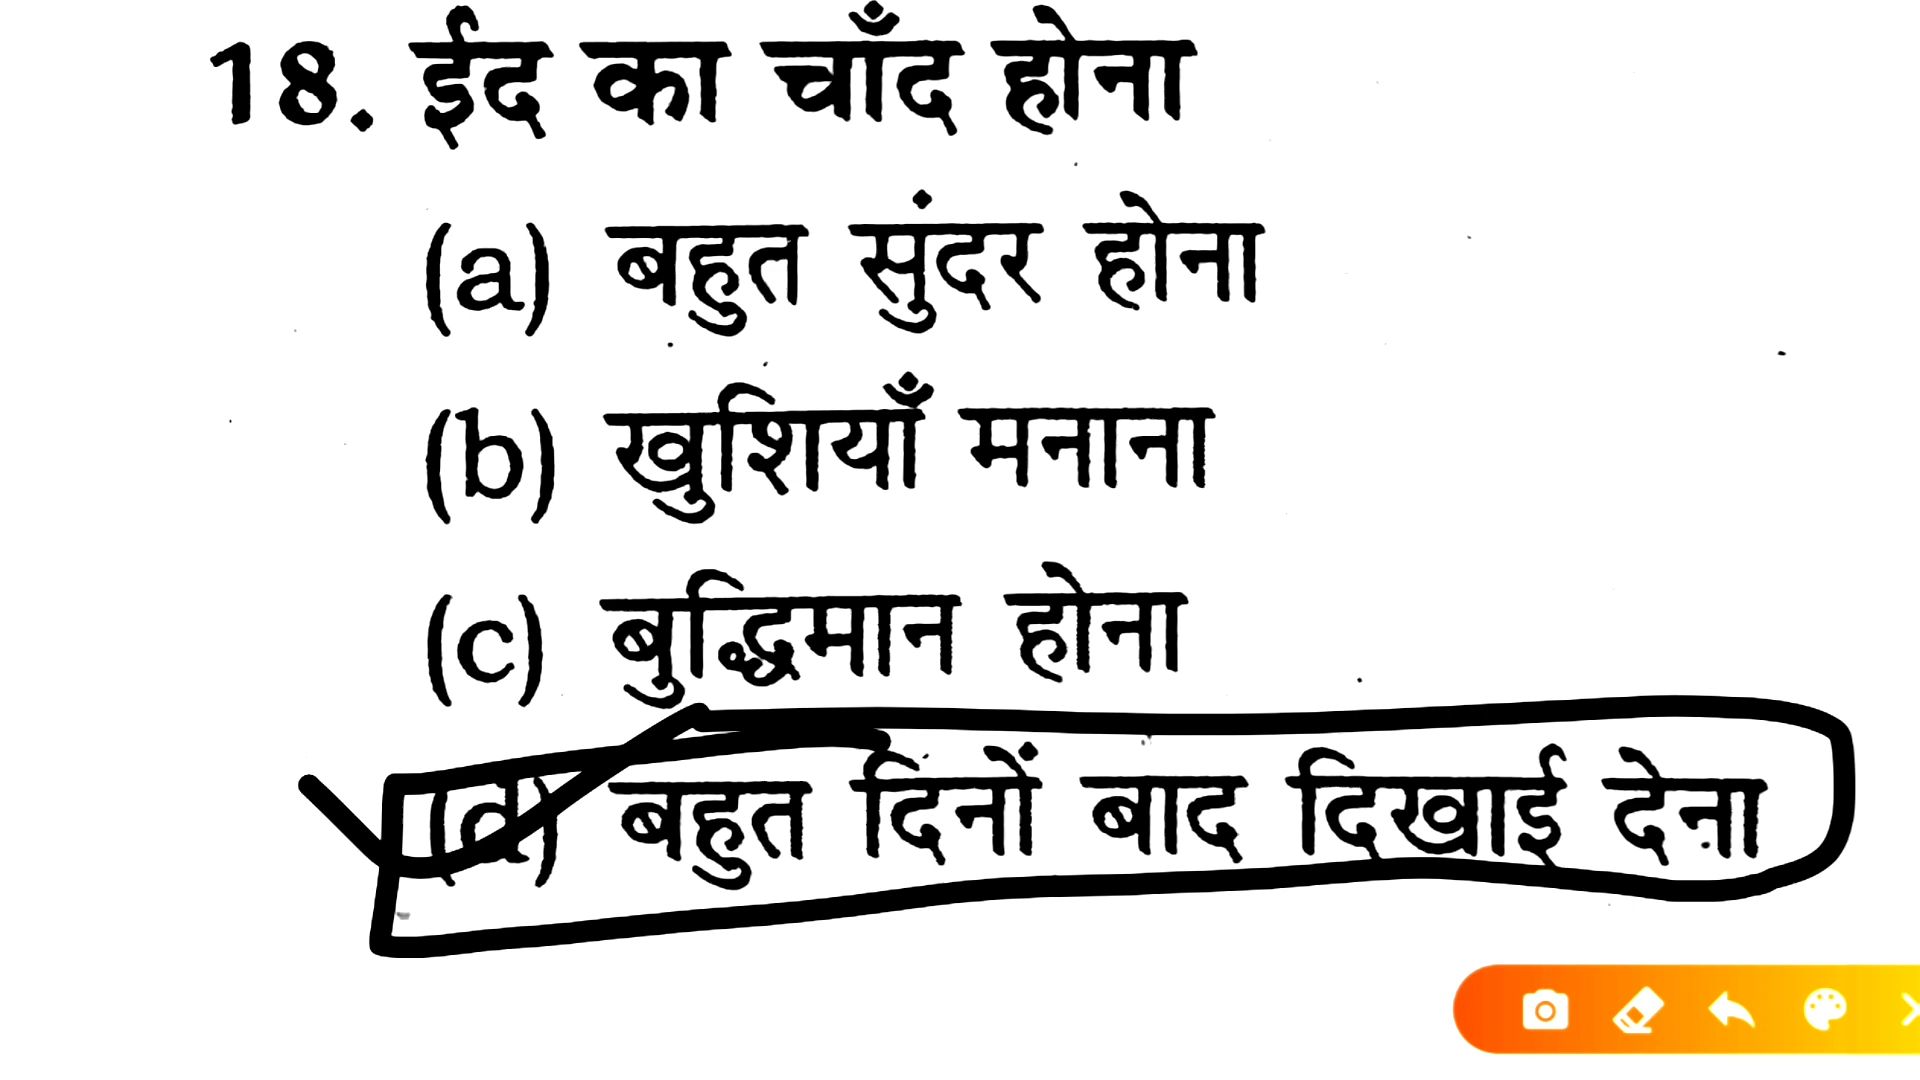 18. ईद का चाँद होना
(a) बहुत सुंदर होना
(b) खुशियाँ मनाना
(c) बुद्धिमान होना
(d) बहुत दिनों बाद दिखाई देना